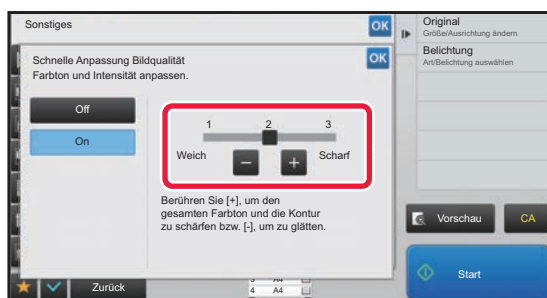 Sonstiges
OK
Schnelle Anpassung Bildqualität
Farbton und Intensität anpassen.
OK
Off
On
1 2 3
Weich - + Scharf
Berühren Sie [+], um den
gesamten Farbton und die Kontur
zu schärfen bzw. [-], um zu glätten.
Zurück
A4
4 A4
Original
Größe/Ausrichtung ändern
Belichtung
Art/Belichtung auswählen
Vorschau
CA
Start